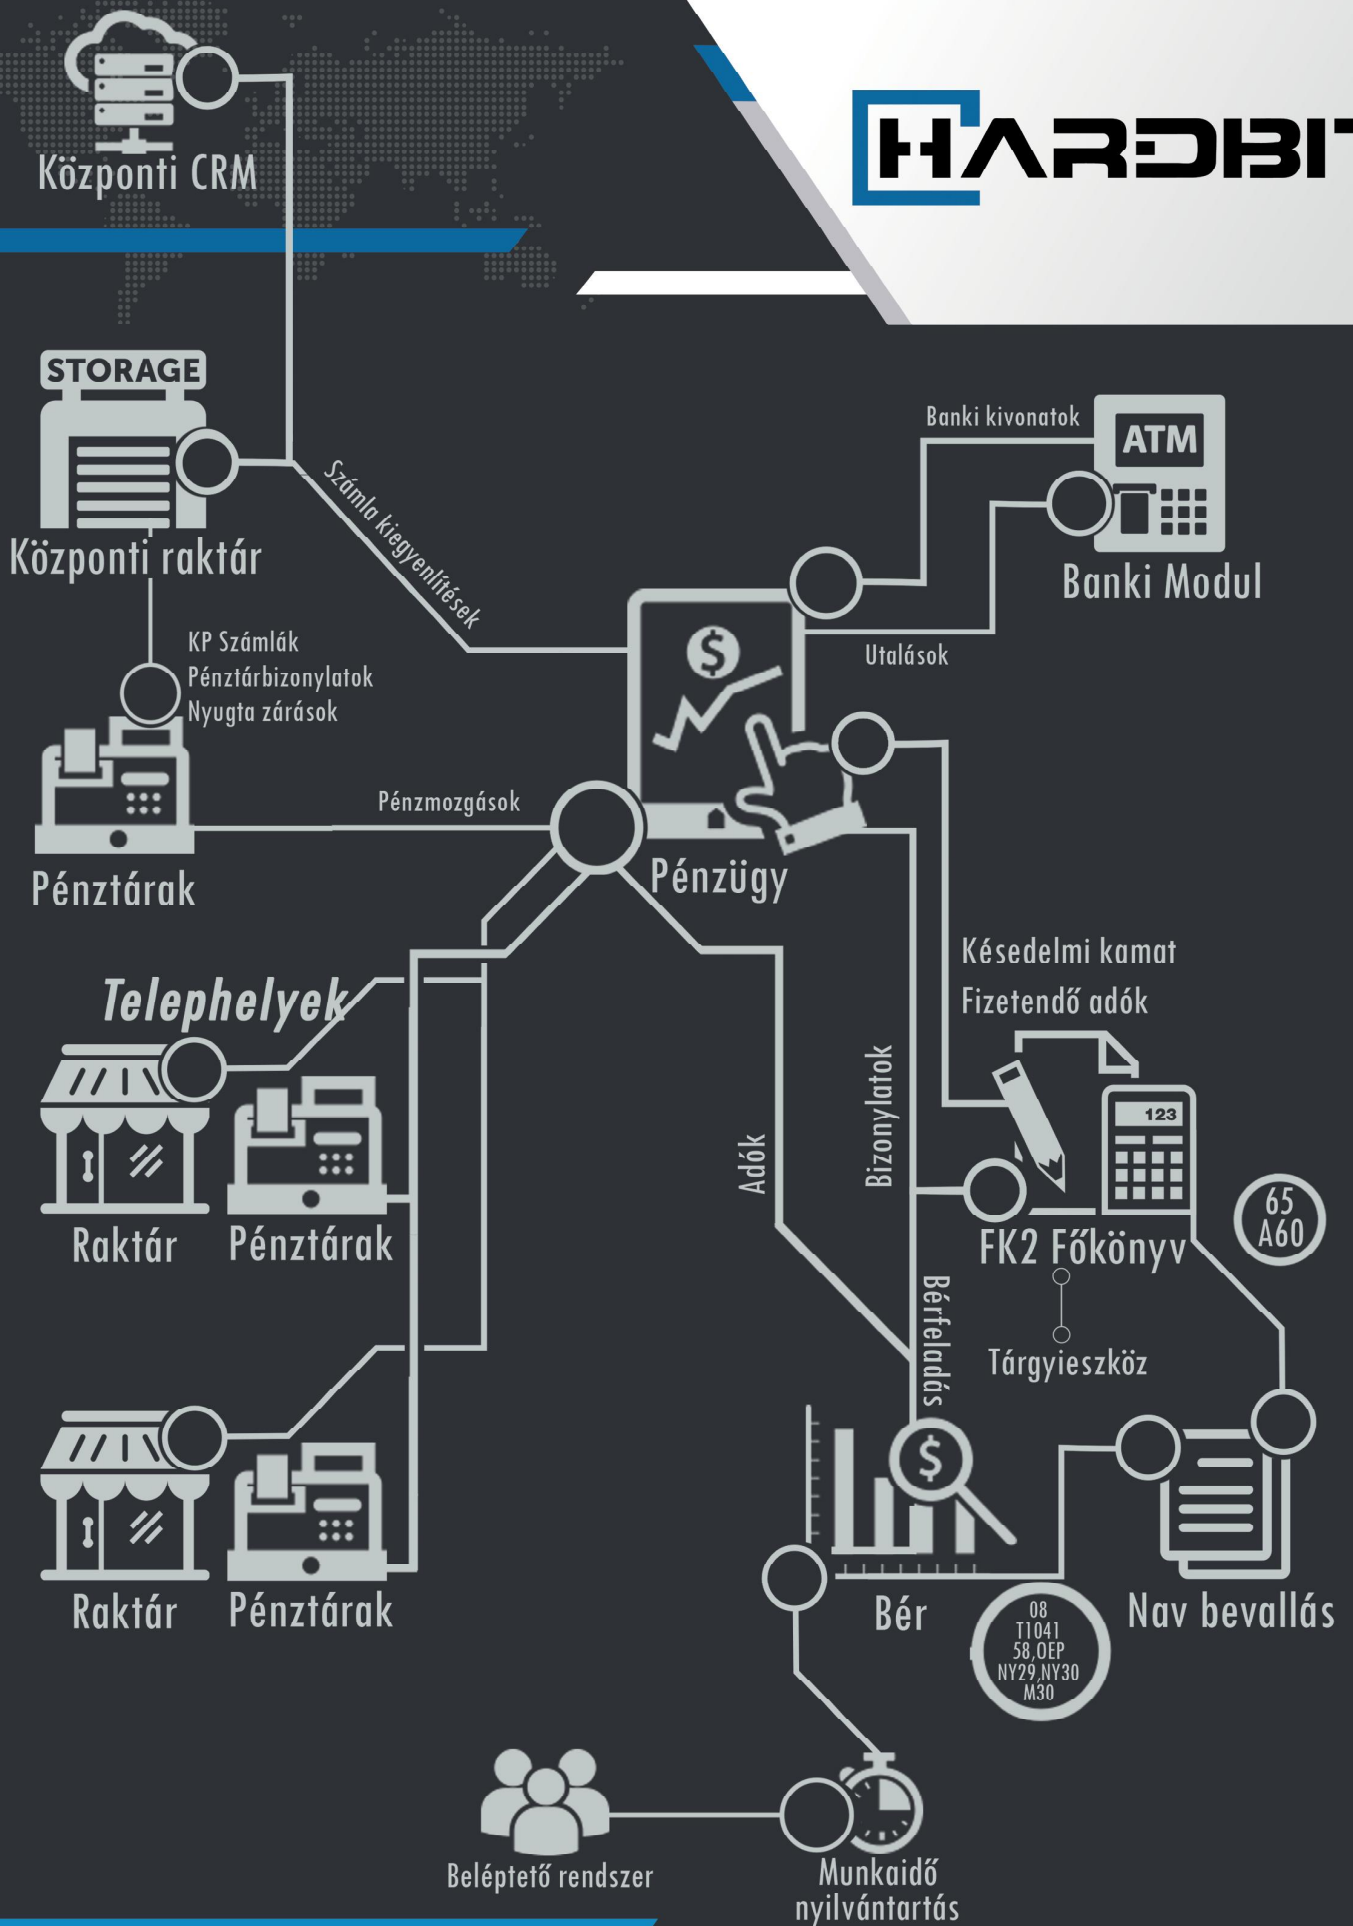 HARDBIT
Központi CRM
STORAGE
Központi raktár
Számla kiegyenlítések
Banki kivonatok
ATM
Banki Modul
Utalások
KP Számlák
Pénztárbizonylatok
Nyugta zárások
Pénzmozgások
Pénztárak
Pénzügy
Késedelmi kamat
Fizetendő adók
Telephelyek
Raktár
Pénztárak
Adók
Bizonylatok
123
FK2 Főkönyv
65
A60
Bérfeladás
Tárgyieszköz
Raktár
Pénztárak
Bér
08
T1041
58,OEP
NY29,NY30
M30
Nav bevallás
Beléptető rendszer
Munkaidő
nyilvántartás